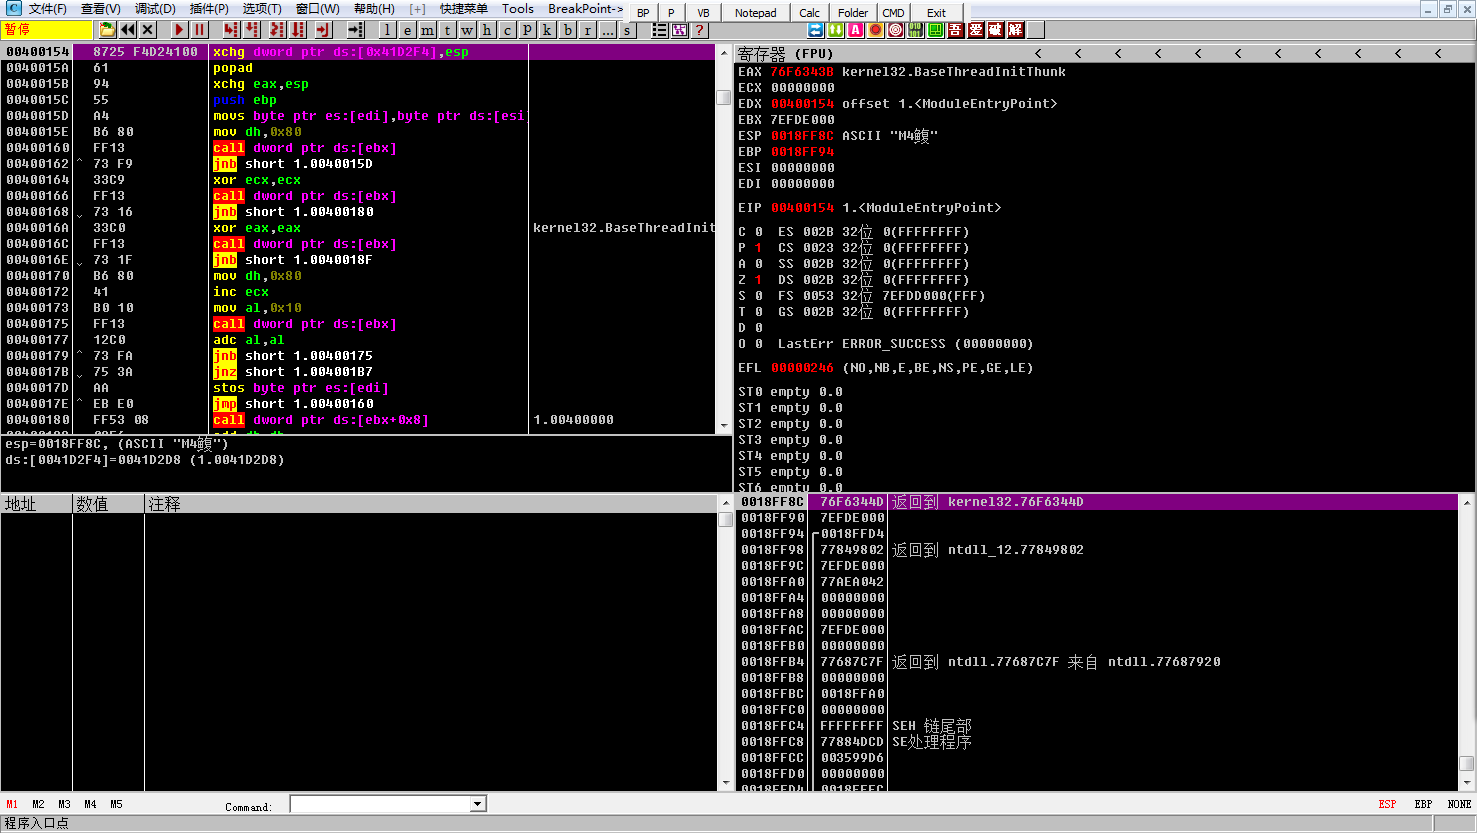 文件(F) 查看(V) 调试(D) 插件(P) 选项(T) 窗口(W) 帮助(H) [+] 快捷菜单 Tools BreakPoint-> BP P VB Notepad Calc Folder CMD Exit
暂停 l e m t w h c p k b r ... s ? 吾 爱 破 解
00400154 8725 F4D24100 xchg dword ptr ds:[0x41D2F4],esp
0040015A 61 popad
0040015B 94 xchg eax,esp
0040015C 55 push ebp
0040015D A4 movs byte ptr es:[edi],byte ptr ds:[esi]
0040015E B6 80 mov dh,0x80
00400160 FF13 call dword ptr ds:[ebx]
00400162 ^ 73 F9 jnb short 1.0040015D
00400164 33C9 xor ecx,ecx
00400166 FF13 call dword ptr ds:[ebx]
00400168 73 16 jnb short 1.00400180
0040016A 33C0 xor eax,eax kernel32.BaseThreadInit
0040016C FF13 call dword ptr ds:[ebx]
0040016E 73 1F jnb short 1.0040018F
00400170 B6 80 mov dh,0x80
00400172 41 inc ecx
00400173 B0 10 mov al,0x10
00400175 FF13 call dword ptr ds:[ebx]
00400177 12C0 adc al,al
00400179 ^ 73 FA jnb short 1.00400175
0040017B 75 3A jnz short 1.004001B7
0040017D AA stos byte ptr es:[edi]
0040017E ^ EB E0 jmp short 1.00400160
00400180 FF53 08 call dword ptr ds:[ebx+0x8] 1.00400000
esp=0018FF8C, (ASCII "M4鰒")
ds:[0041D2F4]=0041D2D8 (1.0041D2D8)
寄存器 (FPU) < < < < < < < < < < <
EAX 76F6343B kernel32.BaseThreadInitThunk
ECX 00000000
EDX 00400154 offset 1.<ModuleEntryPoint>
EBX 7EFDE000
ESP 0018FF8C ASCII "M4鰒"
EBP 0018FF94
ESI 00000000
EDI 00000000
EIP 00400154 1.<ModuleEntryPoint>
C 0 ES 002B 32位 0(FFFFFFFF)
P 1 CS 0023 32位 0(FFFFFFFF)
A 0 SS 002B 32位 0(FFFFFFFF)
Z 1 DS 002B 32位 0(FFFFFFFF)
S 0 FS 0053 32位 7EFDD000(FFF)
T 0 GS 002B 32位 0(FFFFFFFF)
D 0
O 0 LastErr ERROR_SUCCESS (00000000)
EFL 00000246 (NO,NB,E,BE,NS,PE,GE,LE)
ST0 empty 0.0
ST1 empty 0.0
ST2 empty 0.0
ST3 empty 0.0
ST4 empty 0.0
ST5 empty 0.0
ST6 empty 0.0
地址 数值 注释
0018FF8C 76F6344D 返回到 kernel32.76F6344D
0018FF90 7EFDE000
0018FF94 0018FFD4
0018FF98 77849802 返回到 ntdll_12.77849802
0018FF9C 7EFDE000
0018FFA0 77AEA042
0018FFA4 00000000
0018FFA8 00000000
0018FFAC 7EFDE000
0018FFB0 00000000
0018FFB4 77687C7F 返回到 ntdll.77687C7F 来自 ntdll.77687920
0018FFB8 00000000
0018FFBC 0018FFA0
0018FFC0 00000000
0018FFC4 FFFFFFFF SEH 链尾部
0018FFC8 77884DCD SE处理程序
0018FFCC 003599D6
0018FFD0 00000000
0018FFD4 0018FFEC
M1 M2 M3 M4 M5 Command: ESP EBP NONE
程序入口点